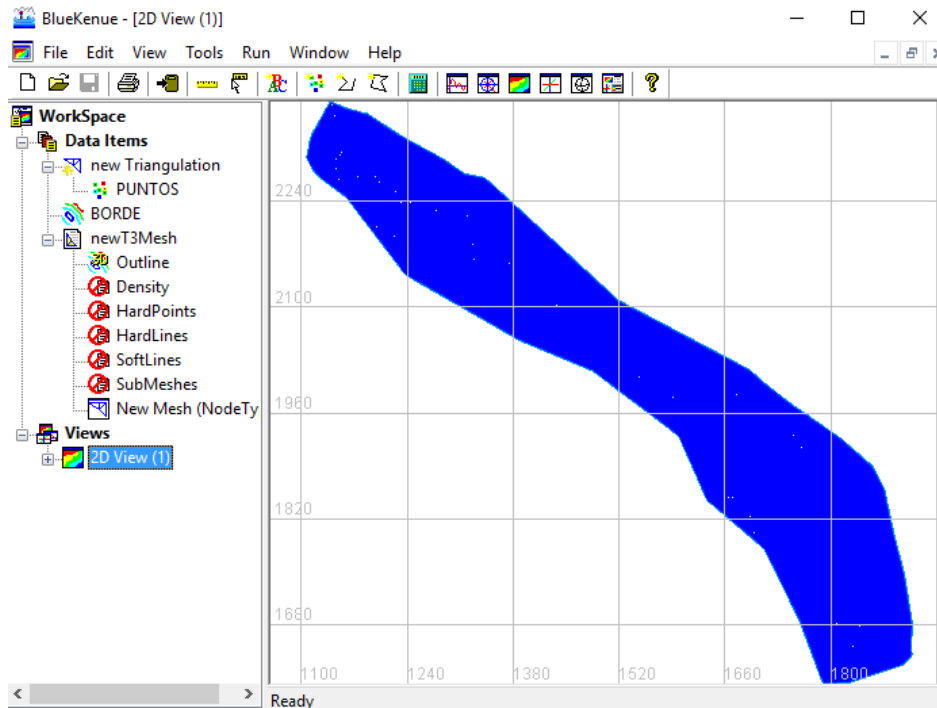 BlueKenue - [2D View (1)]
File Edit View Tools Run Window Help
ABC
?
WorkSpace
Data Items
new Triangulation
PUNTOS
BORDE
newT3Mesh
Outline
Density
HardPoints
HardLines
SoftLines
SubMeshes
New Mesh (NodeTy
Views
2D View (1)
2240
2100
1960
1820
1680
1100 1240 1380 1520 1660 1800
Ready